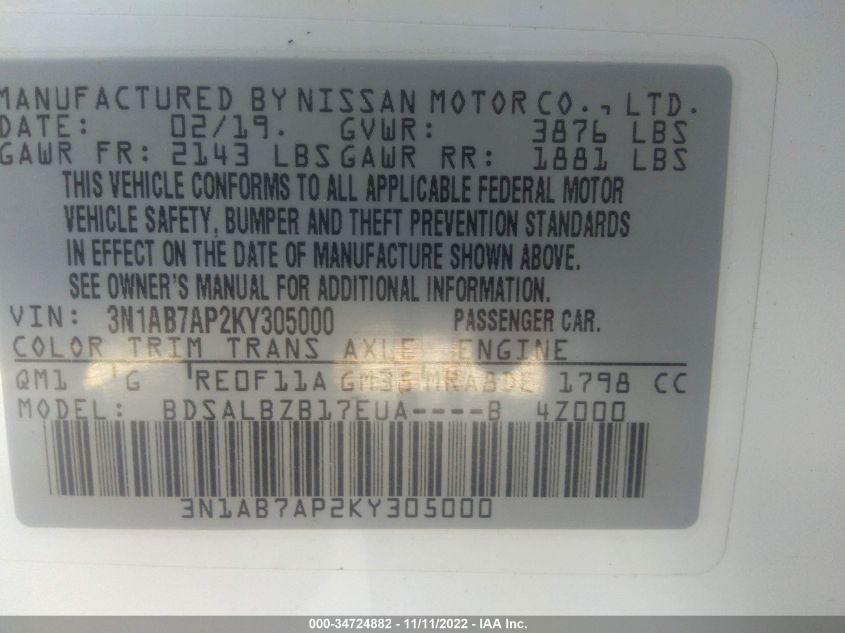 MANUFACTURED BY NISSAN MOTOR CO., LTD.
DATE: 02/19. GVWR: 3876 LBS
GAWR FR: 2143 LBS GAWR RR: 1881 LBS
THIS VEHICLE CONFORMS TO ALL APPLICABLE FEDERAL MOTOR
VEHICLE SAFETY, BUMPER AND THEFT PREVENTION STANDARDS
IN EFFECT ON THE DATE OF MANUFACTURE SHOWN ABOVE.
SEE OWNER'S MANUAL FOR ADDITIONAL INFORMATION.
VIN: 3N1AB7AP2KY305000 PASSENGER CAR.
COLOR TRIM TRANS AXLE ENGINE
QM1 G RE0F11A GM38 MRA8DE 1798 CC
MODEL: BDSALBZB17EUA----B 4Z000
3N1AB7AP2KY305000
000-34724882 - 11/11/2022 - IAA Inc.